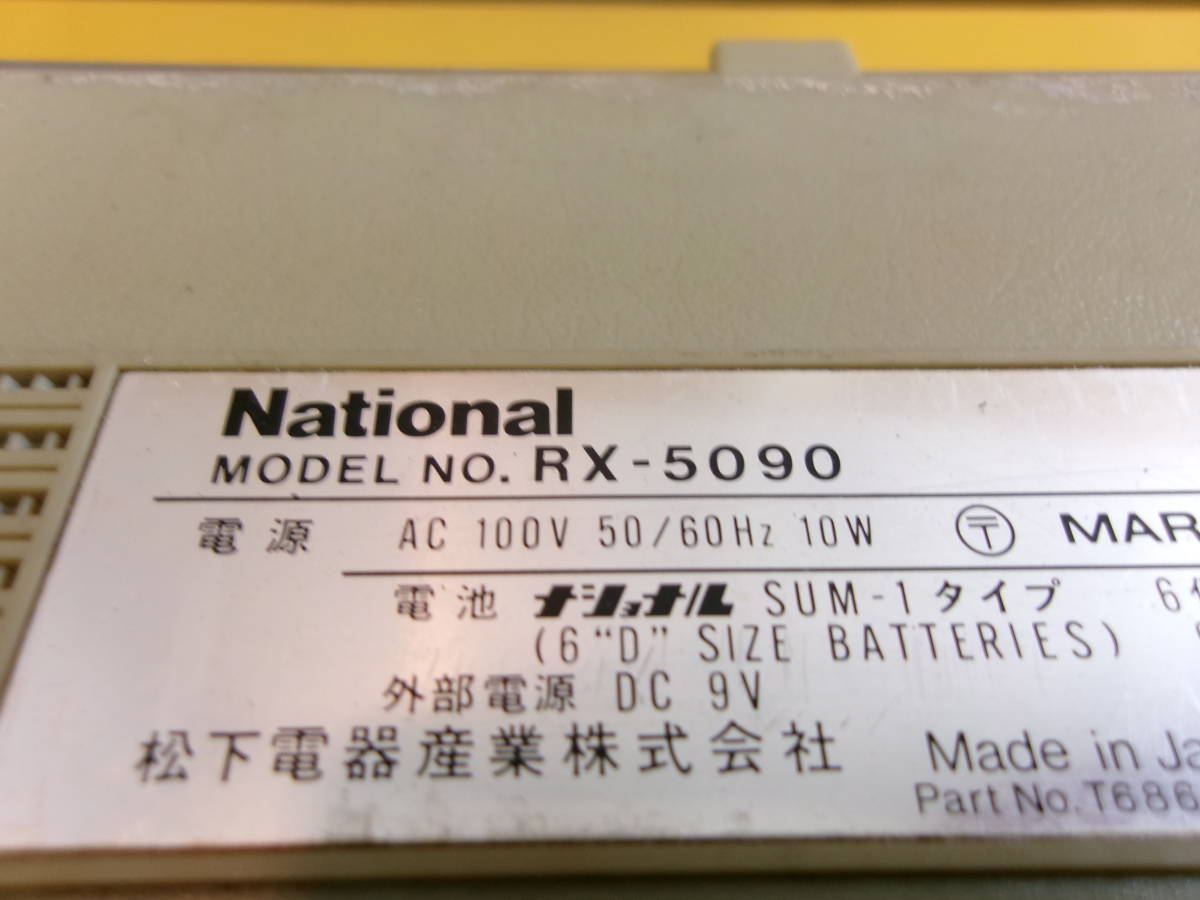 National
MODEL NO. RX-5090
電源 AC 100V 50/60Hz 10W 〒 MAR
電池 ナショナル SUM-1タイプ 6
(6 "D" SIZE BATTERIES)
外部電源 DC 9V
松下電器産業株式会社 Made in Ja
Part No. T686